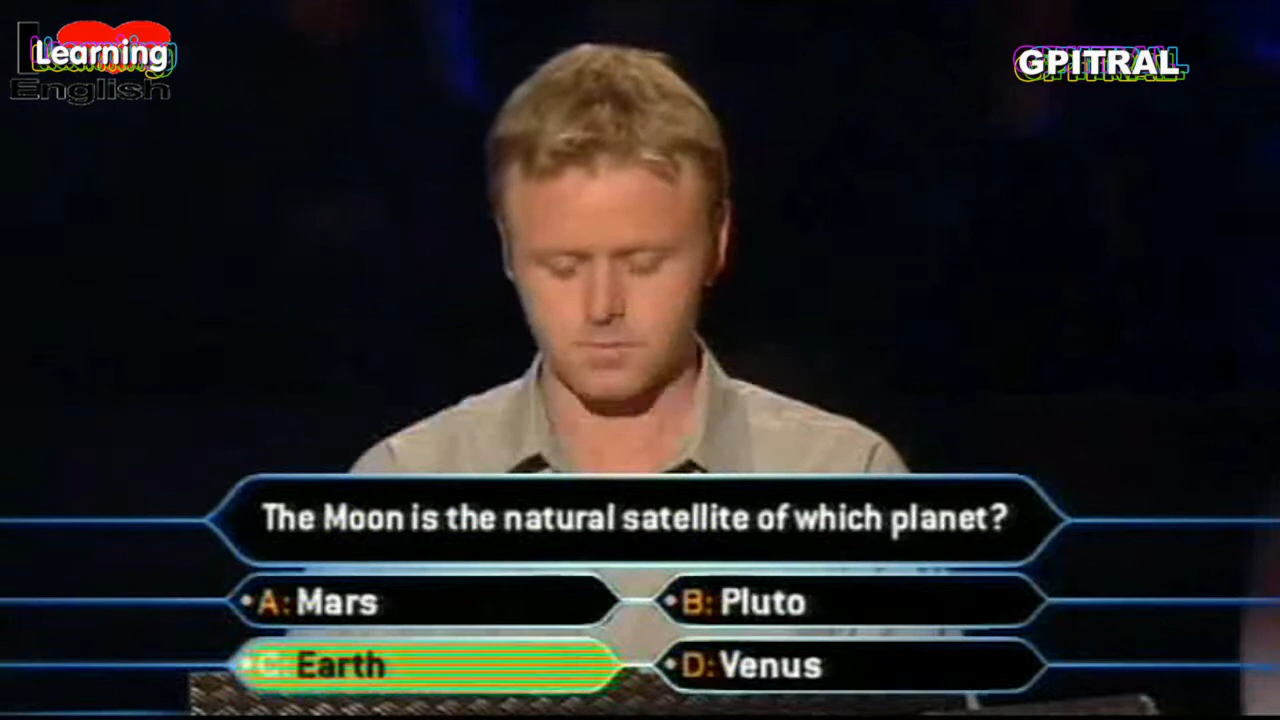 I
Learning
English
GPITRAL
The Moon is the natural satellite of which planet?
A: Mars
B: Pluto
C: Earth
D: Venus